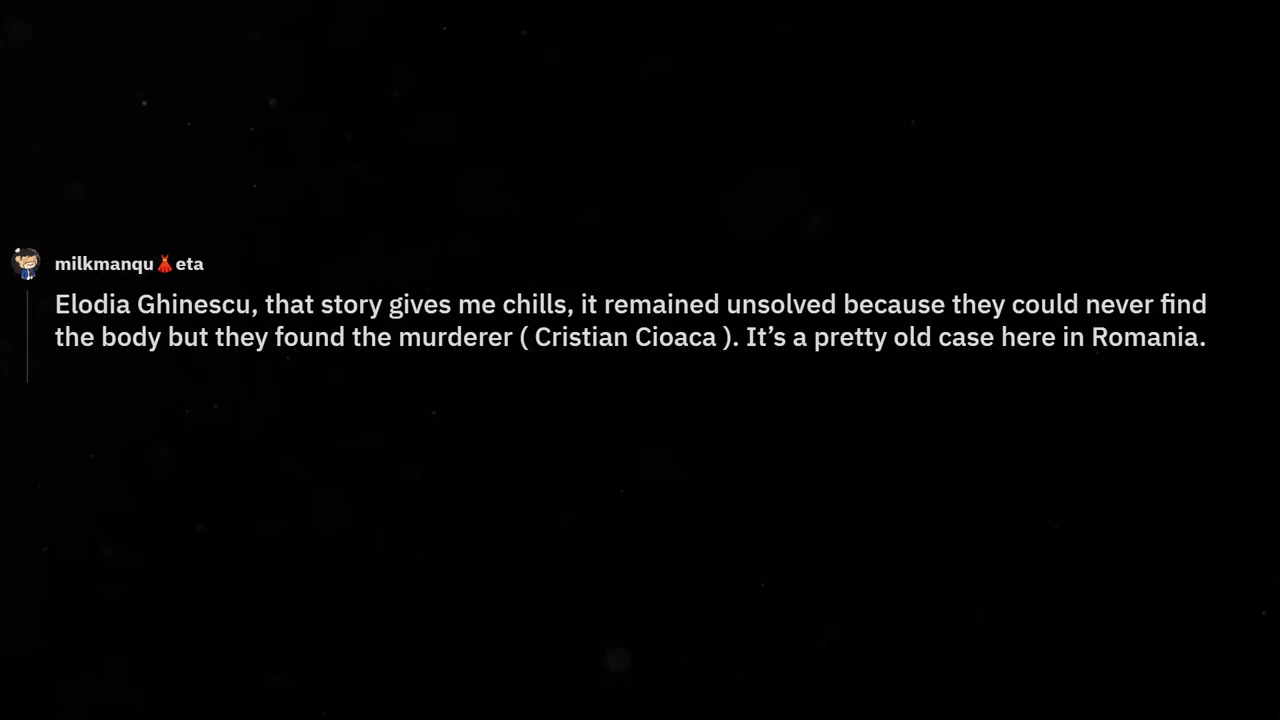 milkmanqu💃eta
Elodia Ghinescu, that story gives me chills, it remained unsolved because they could never find
the body but they found the murderer ( Cristian Cioaca ). It’s a pretty old case here in Romania.